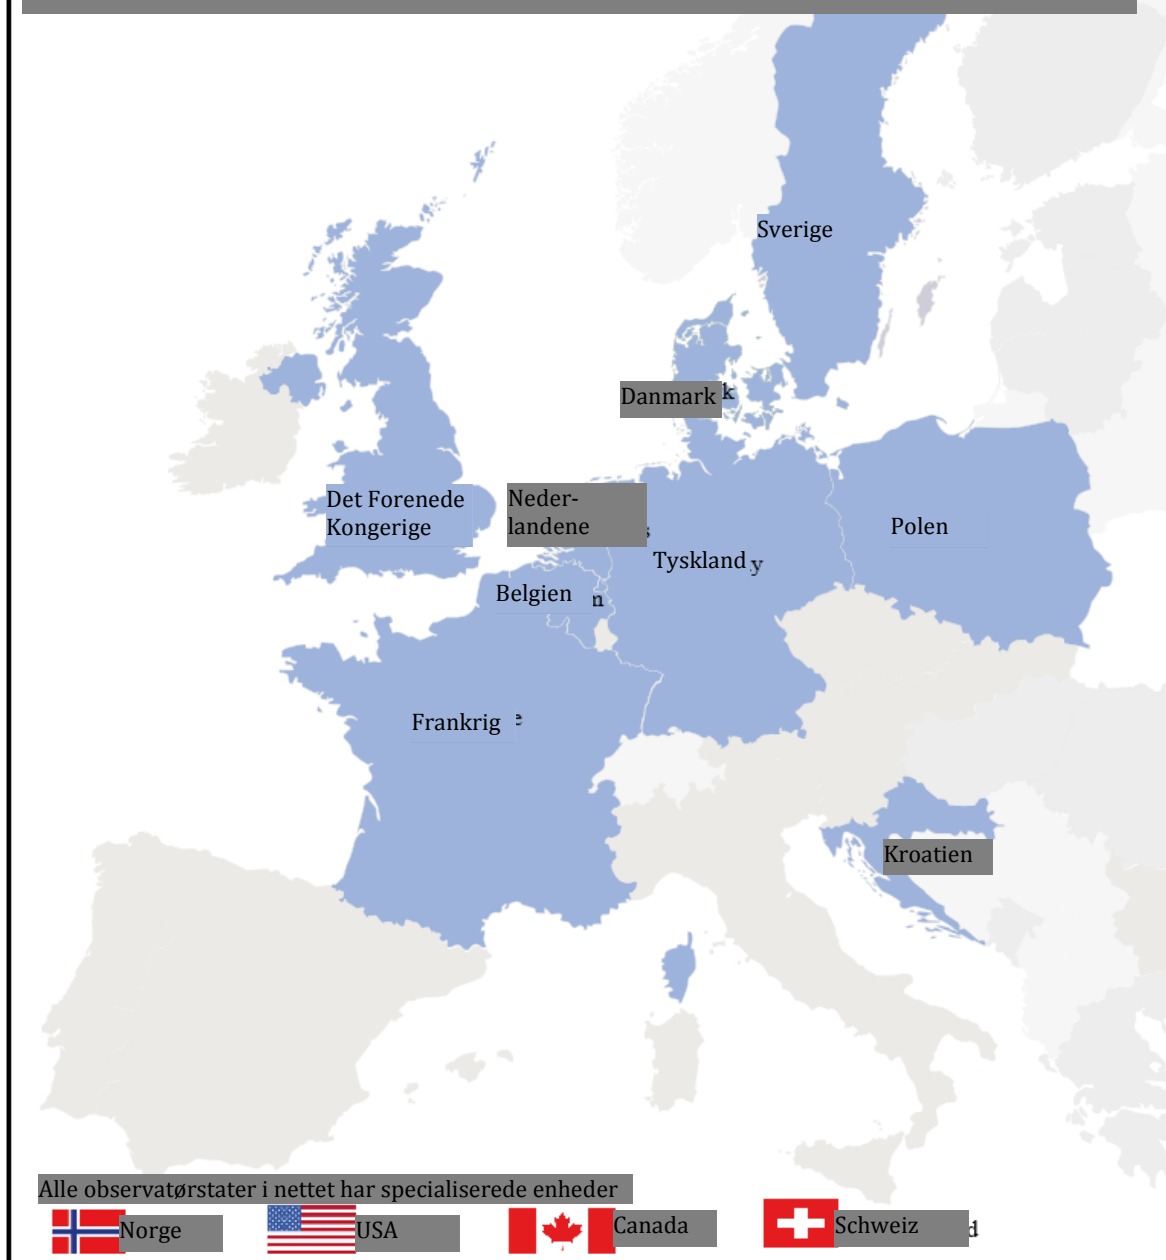 Sverige
Danmark
Det Forenede
Kongerige
Neder-
landene
Polen
Tyskland
Belgien
Frankrig
Kroatien
Alle observatørstater i nettet har specialiserede enheder
Norge
USA
Canada
Schweiz